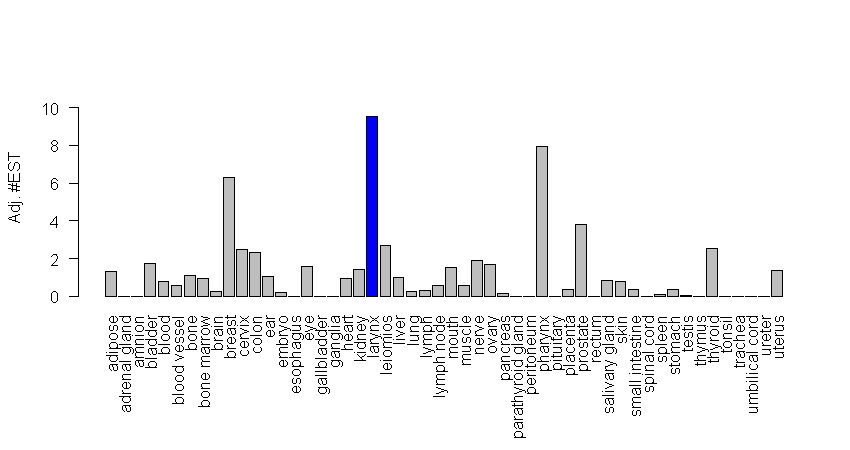 10
8
6
4
2
0
Adj. #EST
adipose
adrenal gland
amnion
bladder
blood
blood vessel
bone
bone marrow
brain
breast
cervix
colon
ear
embryo
esophagus
eye
gallbladder
ganglia
heart
kidney
larynx
leiomios
liver
lung
lymph
lymph node
mouth
muscle
nerve
ovary
pancreas
parathyroid gland
peritoneum
pharynx
pituitary
placenta
prostate
rectum
salivary gland
skin
small intestine
spinal cord
spleen
stomach
testis
thymus
thyroid
tonsil
trachea
umbilical cord
ureter
uterus